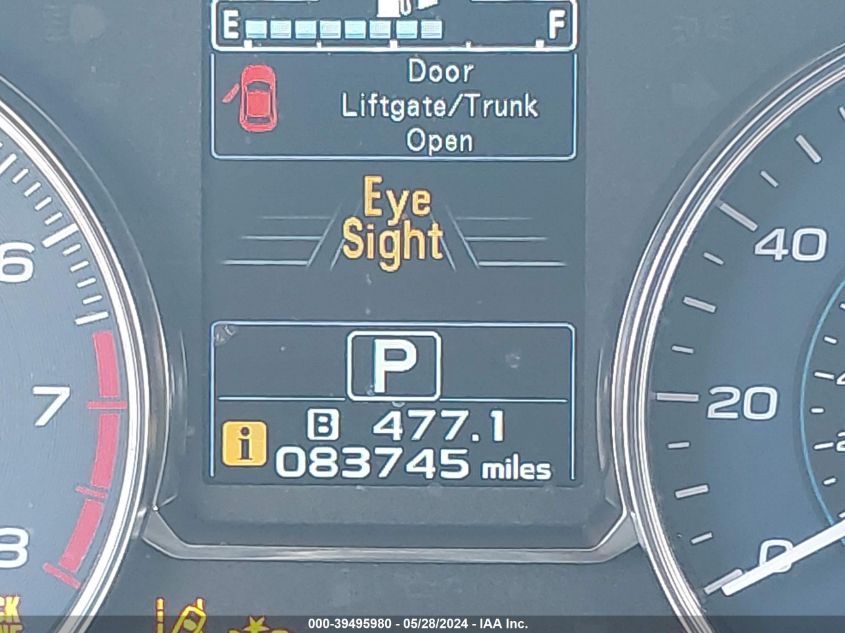 E F
Door
Liftgate/Trunk
Open
Eye
Sight
6
40
P
7
20
B 477.1
i 083745 miles
8
0
000-39495980 - 05/28/2024 - IAA Inc.